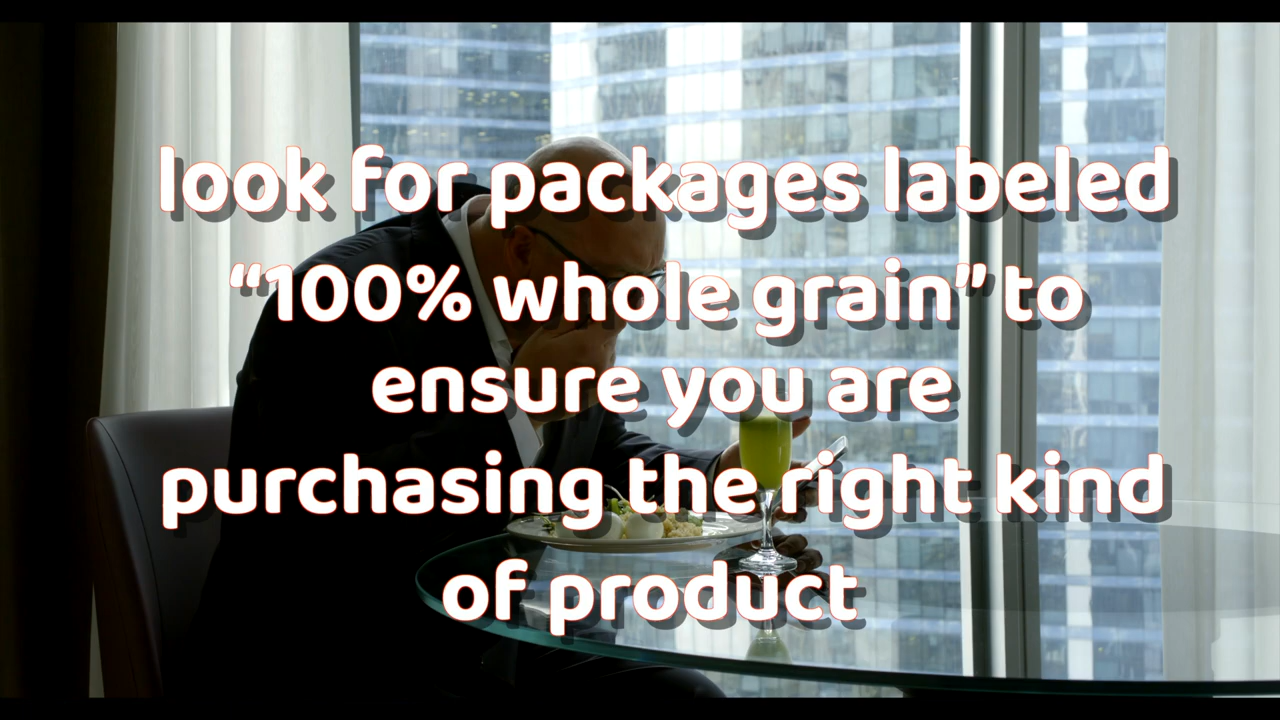 look for packages labeled
“100% whole grain” to
ensure you are
purchasing the right kind
of product